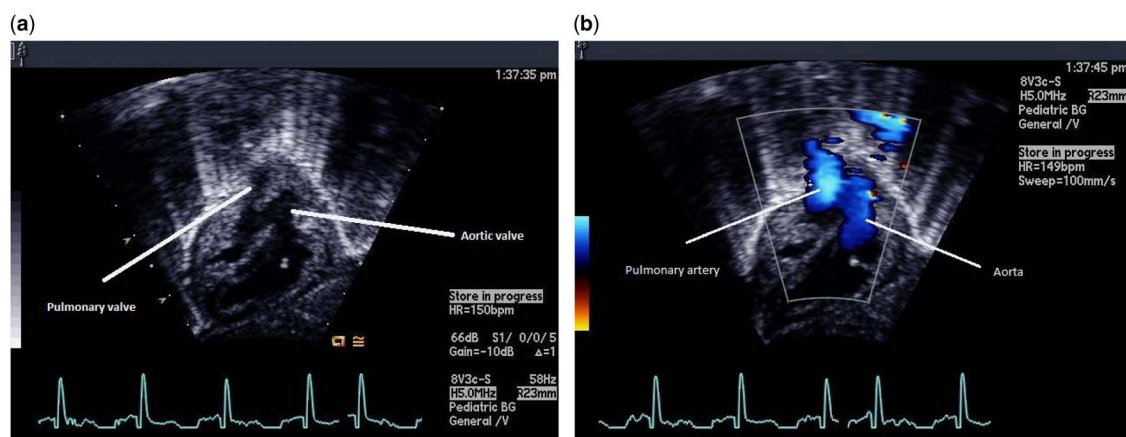 (a)
1:37:35 pm
Aortic valve
Pulmonary valve
Store in progress
HR=150bpm
66dB S1/ 0/0/5
Gain=-10dB Δ=1
8V3c-S 58Hz
H5.0MHz R23mm
Pediatric BG
General /V
(b)
1:37:45 pm
8V3c-S
H5.0MHz R23mm
Pediatric BG
General /V
Store in progress
HR=149bpm
Sweep=100mm/s
Pulmonary artery
Aorta